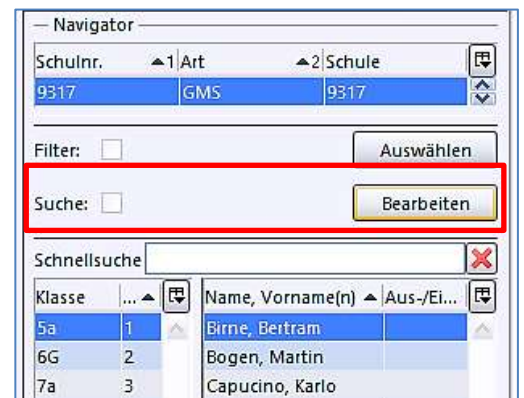 Navigator
Schulnr. 1 Art 2 Schule
9317 GMS 9317
Filter: Auswählen
Suche: Bearbeiten
Schnellsuche
Klasse ... Name, Vorname(n) Aus-/Ei...
5a 1 Birne, Bertram
6G 2 Bogen, Martin
7a 3 Capucino, Karlo